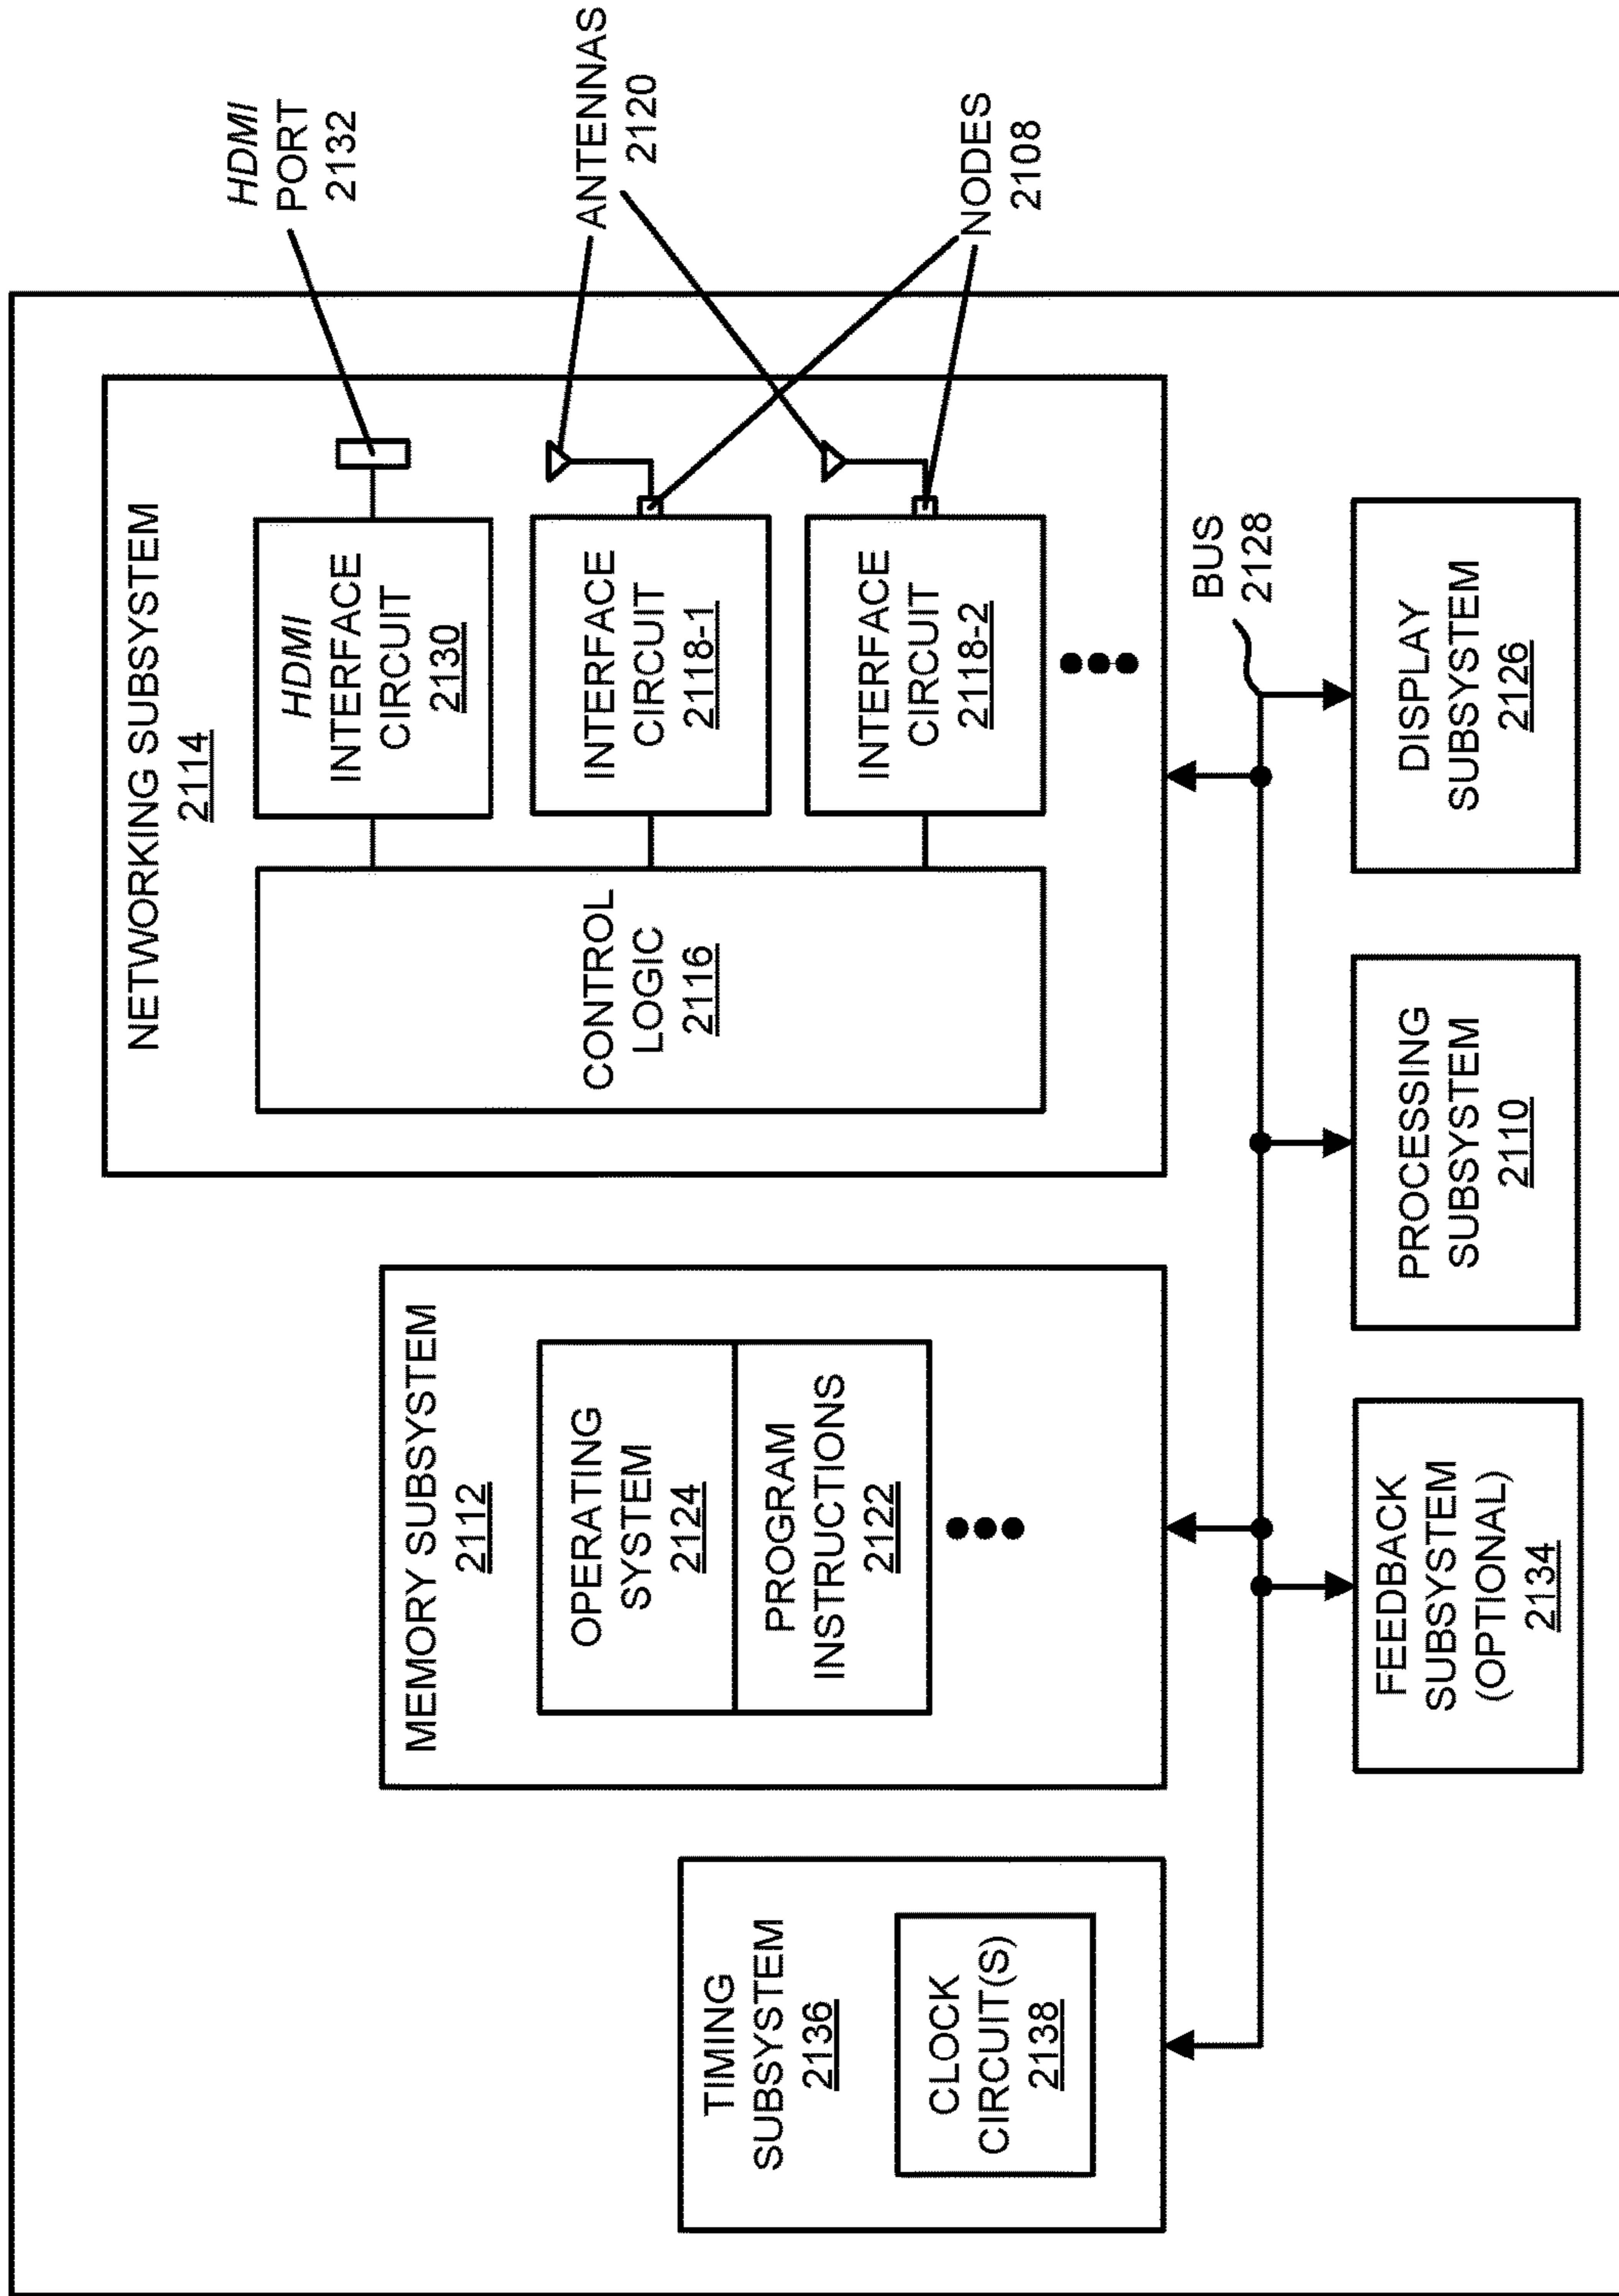 NETWORKING SUBSYSTEM
2114
HDMI
PORT
2132
HDMI
INTERFACE
CIRCUIT
2130
ANTENNAS
2120
CONTROL
LOGIC
2116
INTERFACE
CIRCUIT
2118-1
NODES
2108
INTERFACE
CIRCUIT
2118-2
MEMORY SUBSYSTEM
2112
OPERATING
SYSTEM
2124
PROGRAM
INSTRUCTIONS
2122
TIMING
SUBSYSTEM
2136
CLOCK
CIRCUIT(S)
2138
BUS
2128
FEEDBACK
SUBSYSTEM
(OPTIONAL)
2134
PROCESSING
SUBSYSTEM
2110
DISPLAY
SUBSYSTEM
2126